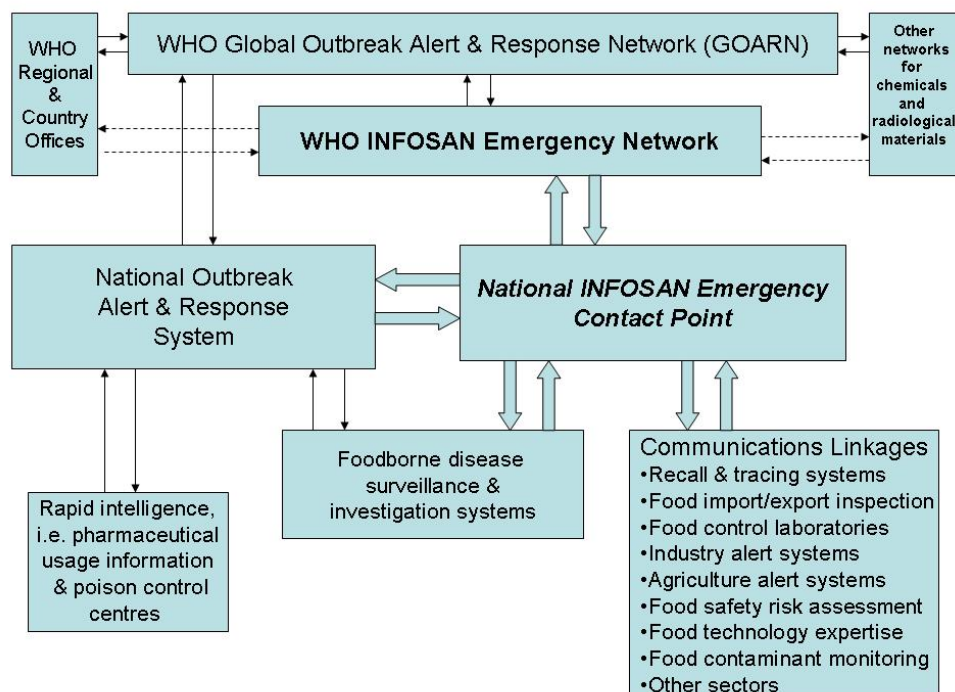 WHO
Regional
&
Country
Offices
WHO Global Outbreak Alert & Response Network (GOARN)
Other
networks
for
chemicals
and
radiological
materials
WHO INFOSAN Emergency Network
National Outbreak
Alert & Response
System
National INFOSAN Emergency
Contact Point
Rapid intelligence,
i.e. pharmaceutical
usage information
& poison control
centres
Foodborne disease
surveillance &
investigation systems
Communications Linkages
•Recall & tracing systems
•Food import/export inspection
•Food control laboratories
•Industry alert systems
•Agriculture alert systems
•Food safety risk assessment
•Food technology expertise
•Food contaminant monitoring
•Other sectors